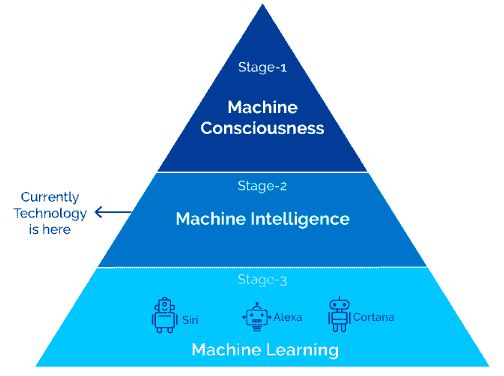 Stage-1
Machine
Consciousness
Currently
Technology
is here
Stage-2
Machine Intelligence
Stage-3
Siri
Alexa
Cortana
Machine Learning